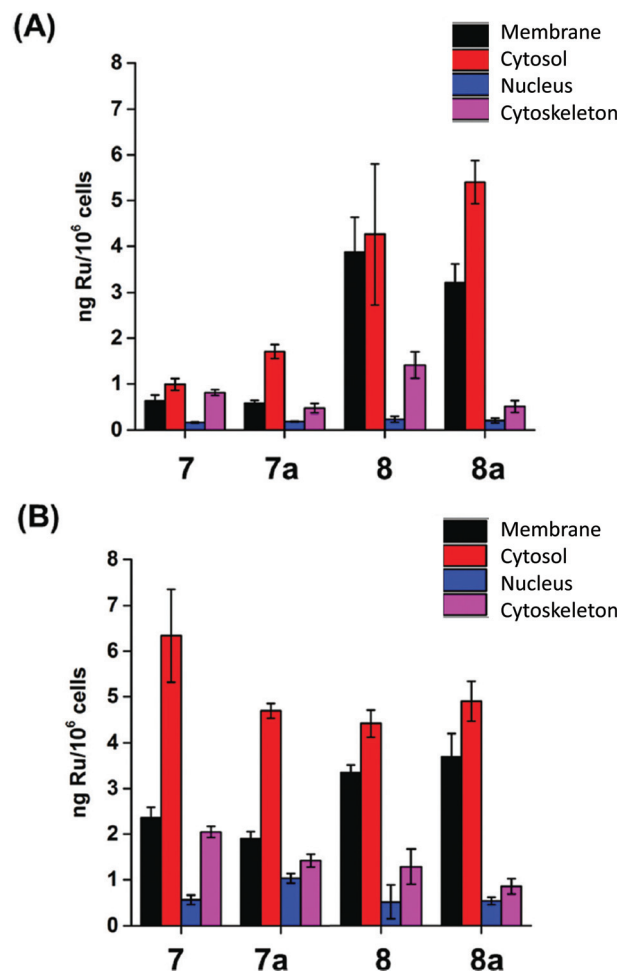 (A)
Membrane
Cytosol
Nucleus
Cytoskeleton
8
7
6
5
4
3
2
1
0
ng Ru/10⁶ cells
7 7a 8 8a
(B)
Membrane
Cytosol
Nucleus
Cytoskeleton
8
7
6
5
4
3
2
1
0
ng Ru/10⁶ cells
7 7a 8 8a